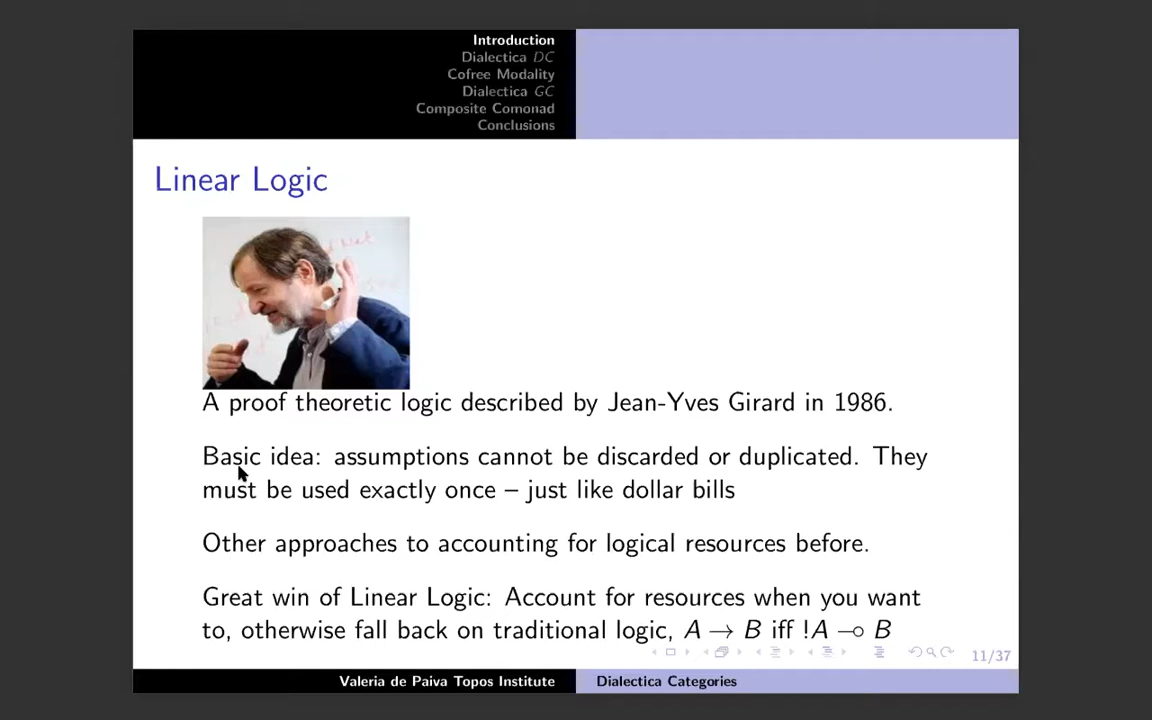 Introduction
Dialectica DC
Cofree Modality
Dialectica GC
Composite Comonad
Conclusions
Linear Logic
A proof theoretic logic described by Jean-Yves Girard in 1986.
Basic idea: assumptions cannot be discarded or duplicated. They
must be used exactly once – just like dollar bills
Other approaches to accounting for logical resources before.
Great win of Linear Logic: Account for resources when you want
to, otherwise fall back on traditional logic, A → B iff !A ⊸ B
11/37
Valeria de Paiva Topos Institute
Dialectica Categories